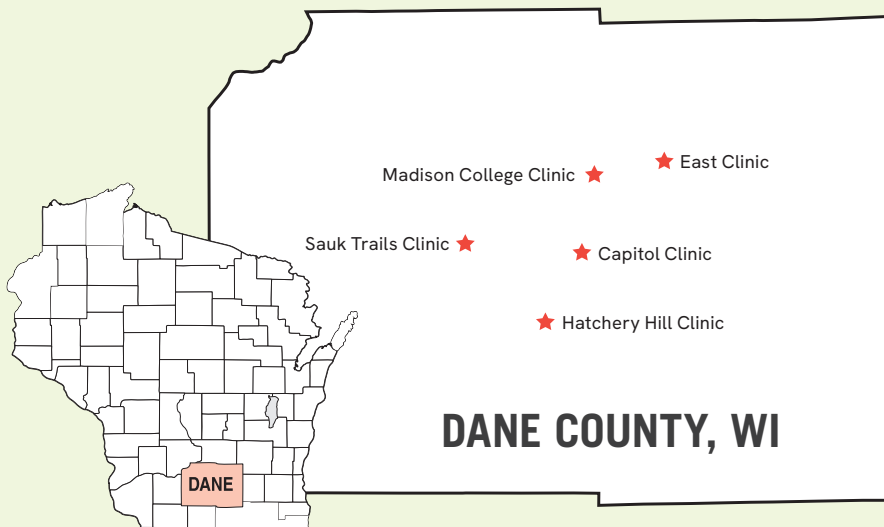 East Clinic
Madison College Clinic
Sauk Trails Clinic
Capitol Clinic
Hatchery Hill Clinic
DANE COUNTY, WI
DANE